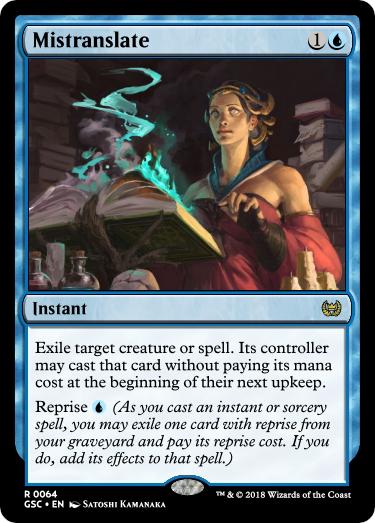 Mistranslate 1
Instant
Exile target creature or spell. Its controller
may cast that card without paying its mana
cost at the beginning of their next upkeep.
Reprise (As you cast an instant or sorcery
spell, you may exile one card with reprise from
your graveyard and pay its reprise cost. If you
do, add its effects to that spell.)
R 0064
GSC • EN Satoshi Kamanaka
™ & © 2018 Wizards of the Coast